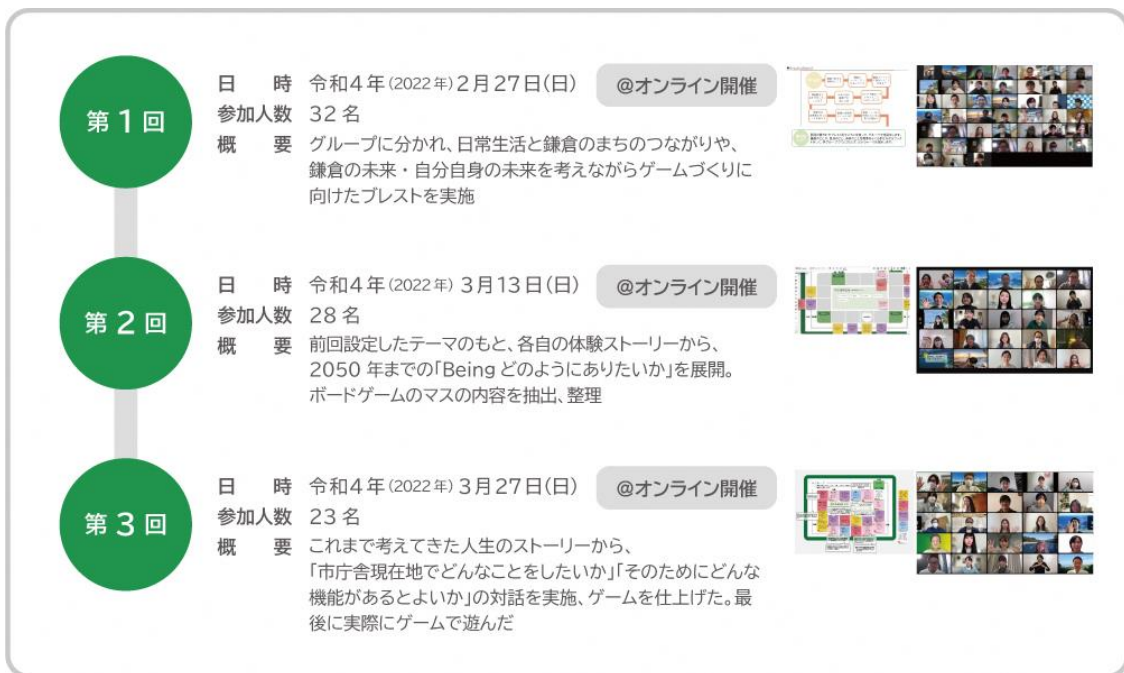 第1回
日　　時 令和4年(2022年)2月27日(日) @オンライン開催
参加人数 32名
概　　要 グループに分かれ、日常生活と鎌倉のまちのつながりや、
鎌倉の未来・自分自身の未来を考えながらゲームづくりに
向けたブレストを実施
第2回
日　　時 令和4年(2022年)3月13日(日) @オンライン開催
参加人数 28名
概　　要 前回設定したテーマのもと、各自の体験ストーリーから、
2050年までの「Beingどのようにありたいか」を展開。
ボードゲームのマスの内容を抽出、整理
第3回
日　　時 令和4年(2022年)3月27日(日) @オンライン開催
参加人数 23名
概　　要 これまで考えてきた人生のストーリーから、
「市庁舎現在地でどんなことをしたいか」「そのためにどんな
機能があるとよいか」の対話を実施、ゲームを仕上げた。最
後に実際にゲームで遊んだ